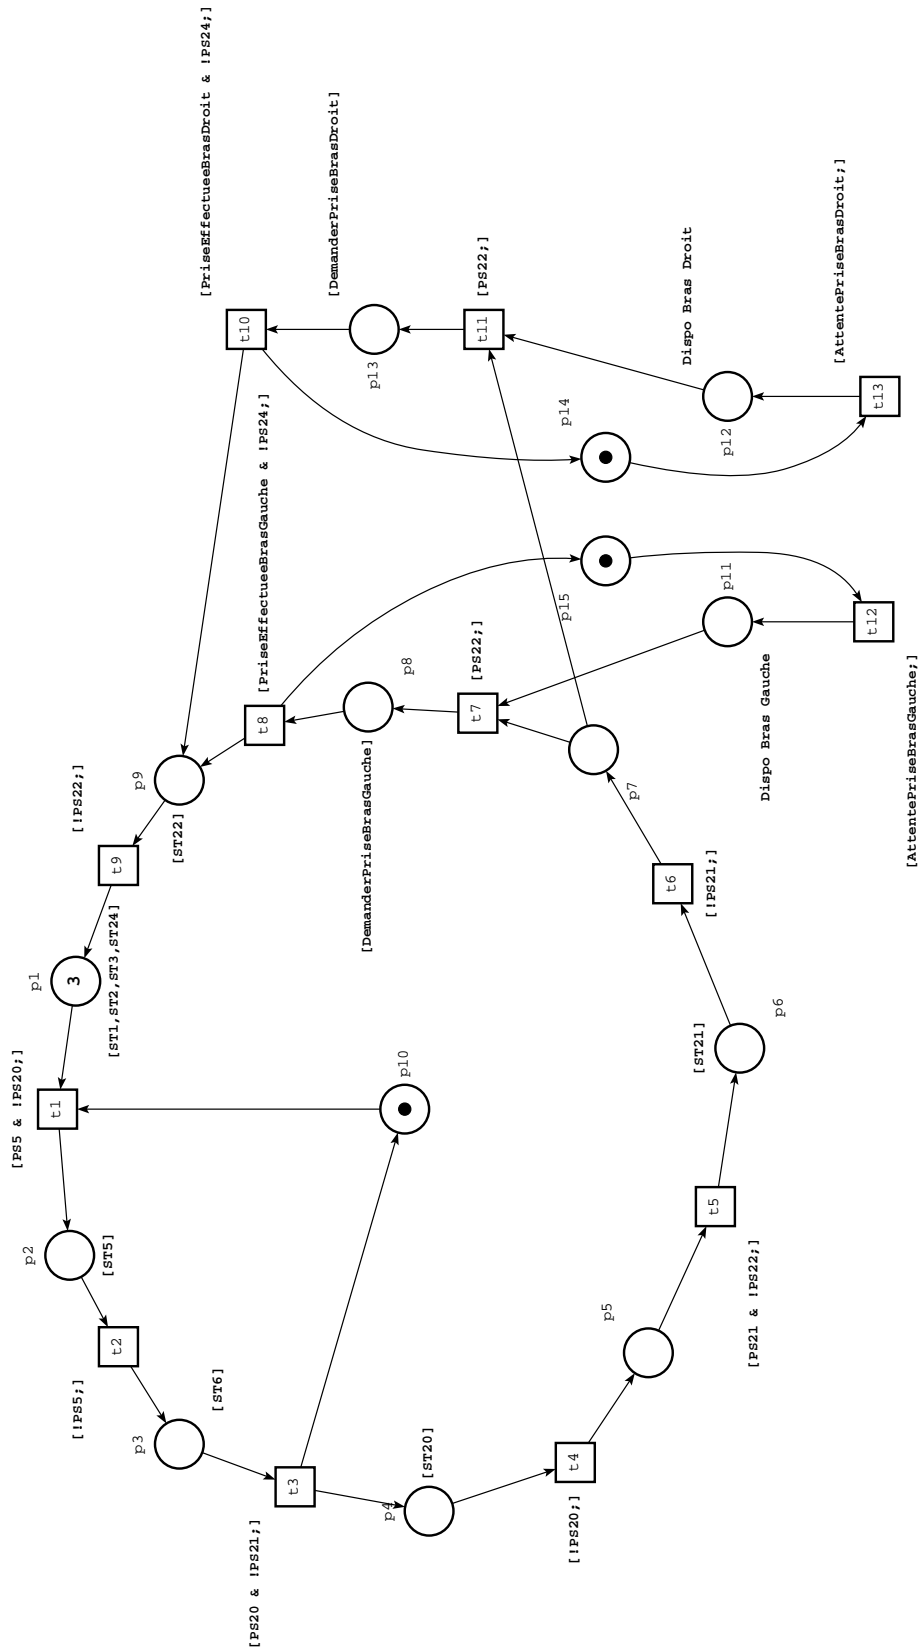 [PriseEffectueeBrasDroit & !PS24;]
t10
[DemanderPriseBrasDroit]
p13
[PS22;]
t11
Dispo Bras Droit
p12
[AttentePriseBrasDroit;]
t13
p14
[PriseEffectueeBrasGauche & !PS24;]
t8
p8
[DemanderPriseBrasGauche]
[PS22;]
t7
p15
p11
Dispo Bras Gauche
t12
[AttentePriseBrasGauche;]
p7
[!PS22;]
p9
[ST22]
t9
p1
3
[ST1,ST2,ST3,ST24]
[PS5 & !PS20;]
t1
p10
p2
[ST5]
t2
[!PS5;]
p3
[ST6]
t3
[PS20 & !PS21;]
p4
[ST20]
t4
[!PS20;]
p5
t5
[PS21 & !PS22;]
[ST21]
p6
t6
[!PS21;]